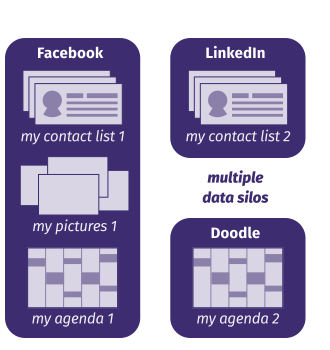 Facebook
my contact list 1
my pictures 1
my agenda 1
LinkedIn
my contact list 2
multiple
data silos
Doodle
my agenda 2